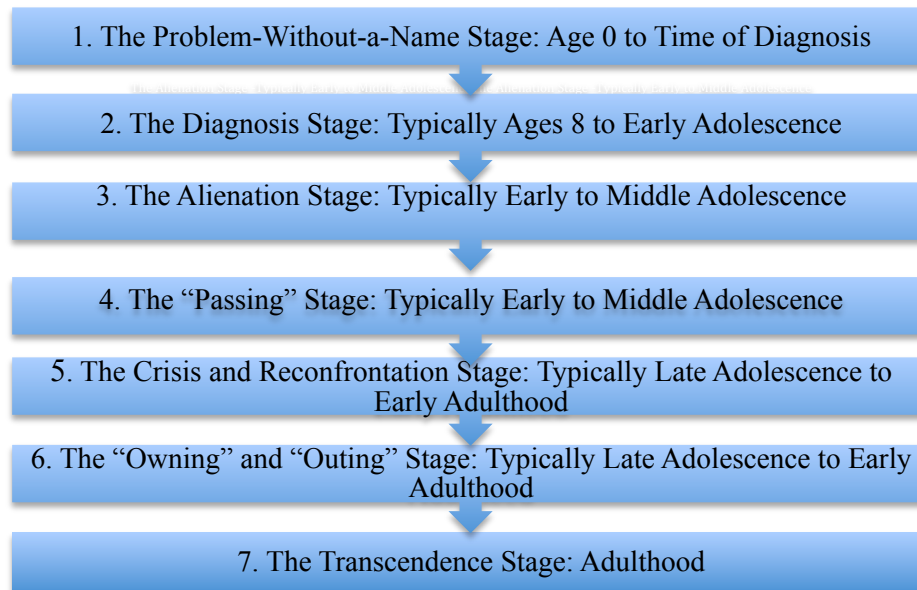 1. The Problem-Without-a-Name Stage: Age 0 to Time of Diagnosis
2. The Diagnosis Stage: Typically Ages 8 to Early Adolescence
3. The Alienation Stage: Typically Early to Middle Adolescence
4. The “Passing” Stage: Typically Early to Middle Adolescence
5. The Crisis and Reconfrontation Stage: Typically Late Adolescence to
Early Adulthood
6. The “Owning” and “Outing” Stage: Typically Late Adolescence to Early
Adulthood
7. The Transcendence Stage: Adulthood